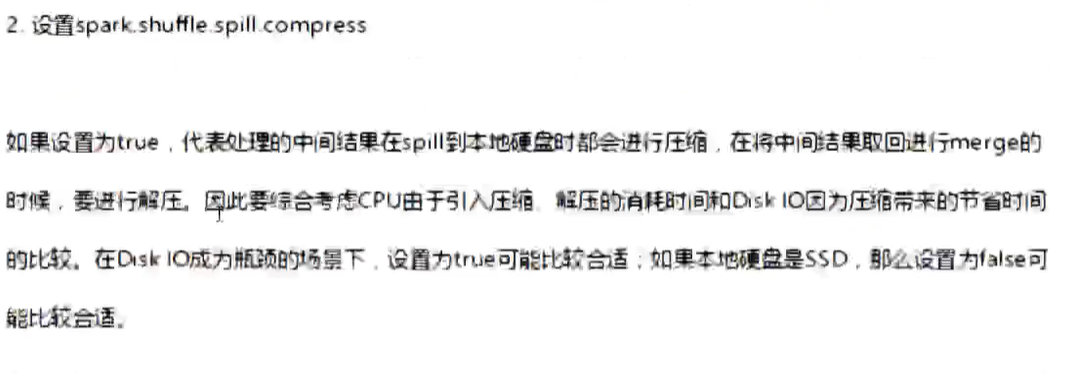 2. 设置spark.shuffle.spill.compress
如果设置为true，代表处理的中间结果在spill到本地硬盘时都会进行压缩，在将中间结果取回进行merge的
时候，要进行解压。因此要综合考虑CPU由于引入压缩、解压的消耗时间和Disk IO因为压缩带来的节省时间
的比较。在Disk IO成为瓶颈的场景下，设置为true可能比较合适；如果本地硬盘是SSD，那么设置为false可
能比较合适。